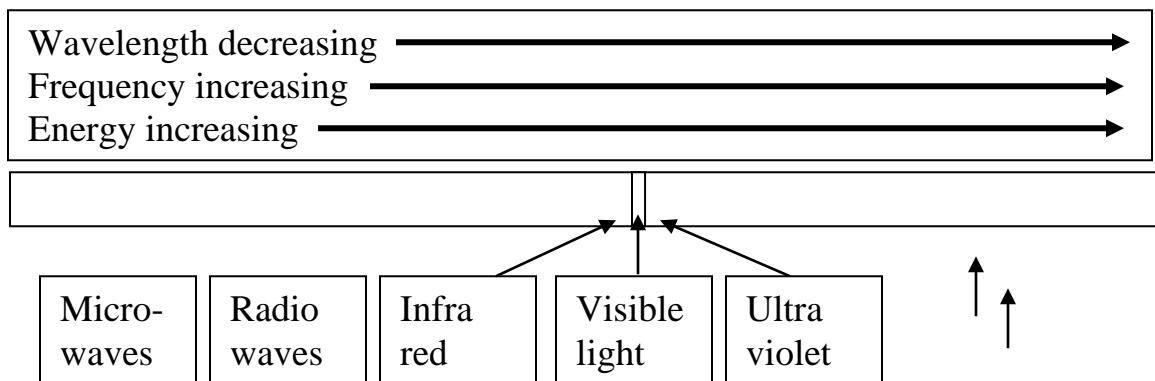 Wavelength decreasing
Frequency increasing
Energy increasing
Micro-
waves
Radio
waves
Infra
red
Visible
light
Ultra
violet